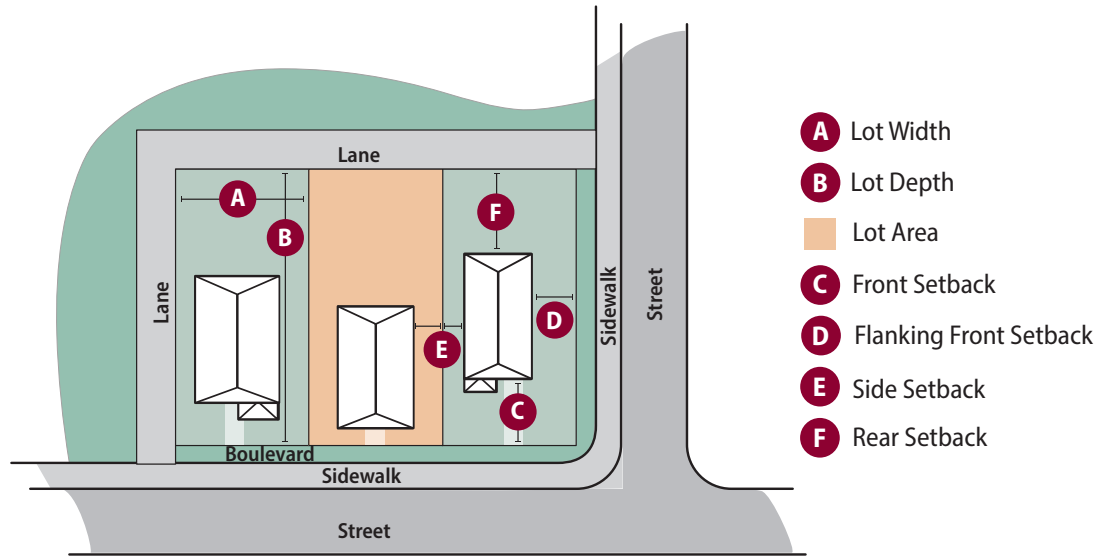 Lane
A
F
B
Lane
Sidewalk
Street
D
E
C
Boulevard
Sidewalk
Street
A Lot Width
B Lot Depth
Lot Area
C Front Setback
D Flanking Front Setback
E Side Setback
F Rear Setback